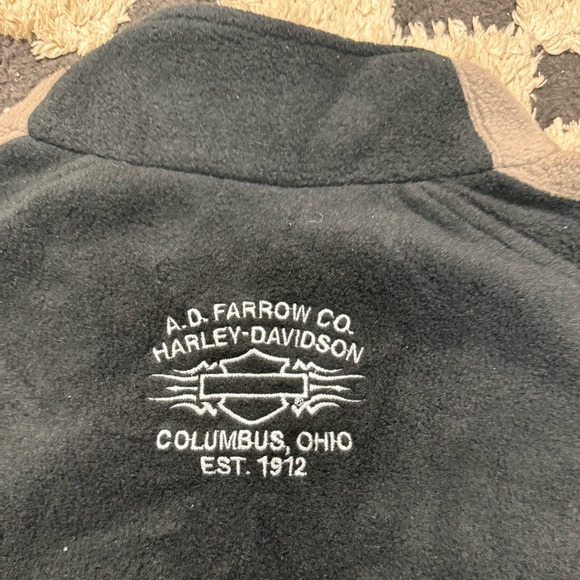 A.D. FARROW CO.
HARLEY-DAVIDSON
®
COLUMBUS, OHIO
EST. 1912